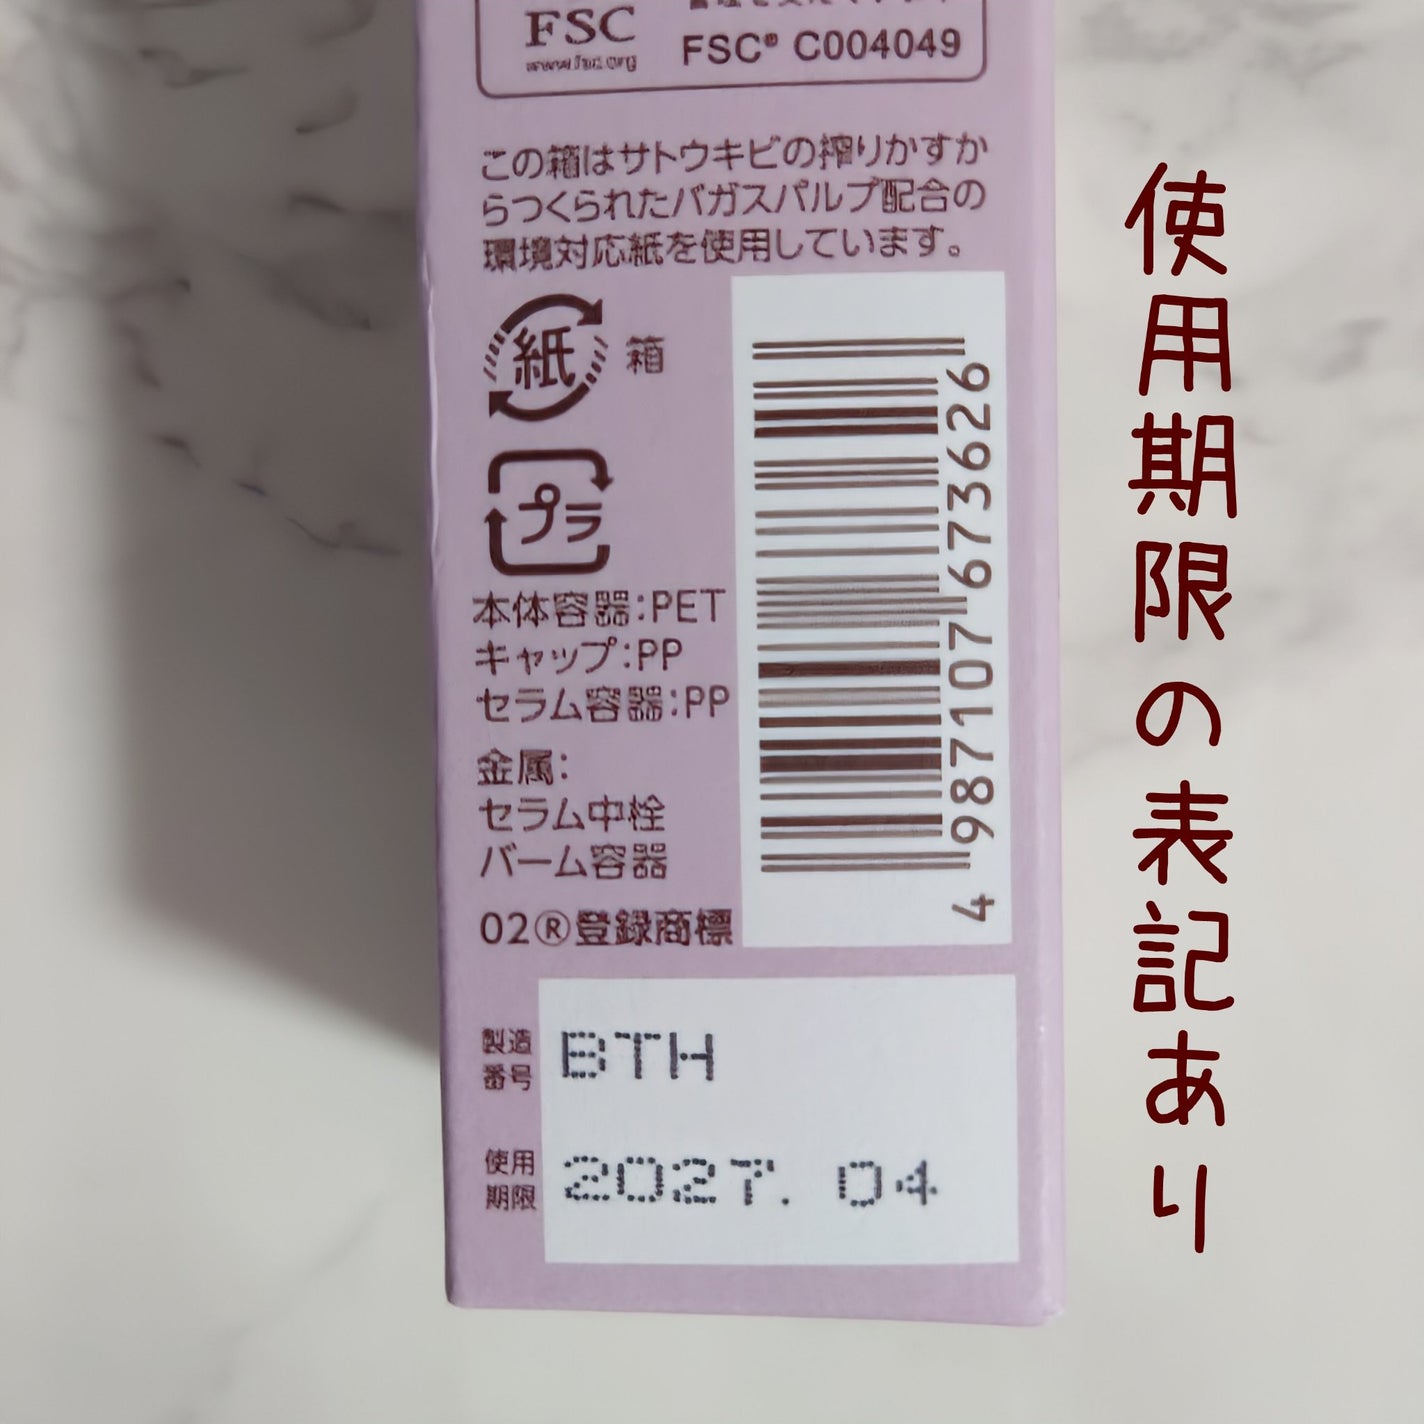 FSC
www.fsc.org
FSC® C004049
この箱はサトウキビの搾りかすか
らつくられたバガスパルプ配合の
環境対応紙を使用しています。
紙 箱
プラ
本体容器:PET
キャップ:PP
セラム容器:PP
金属:
セラム中栓
バーム容器
02®登録商標
4 987107 673626
製造
番号
BTH
使用
期限
2027. 04
使用期限の表記あり